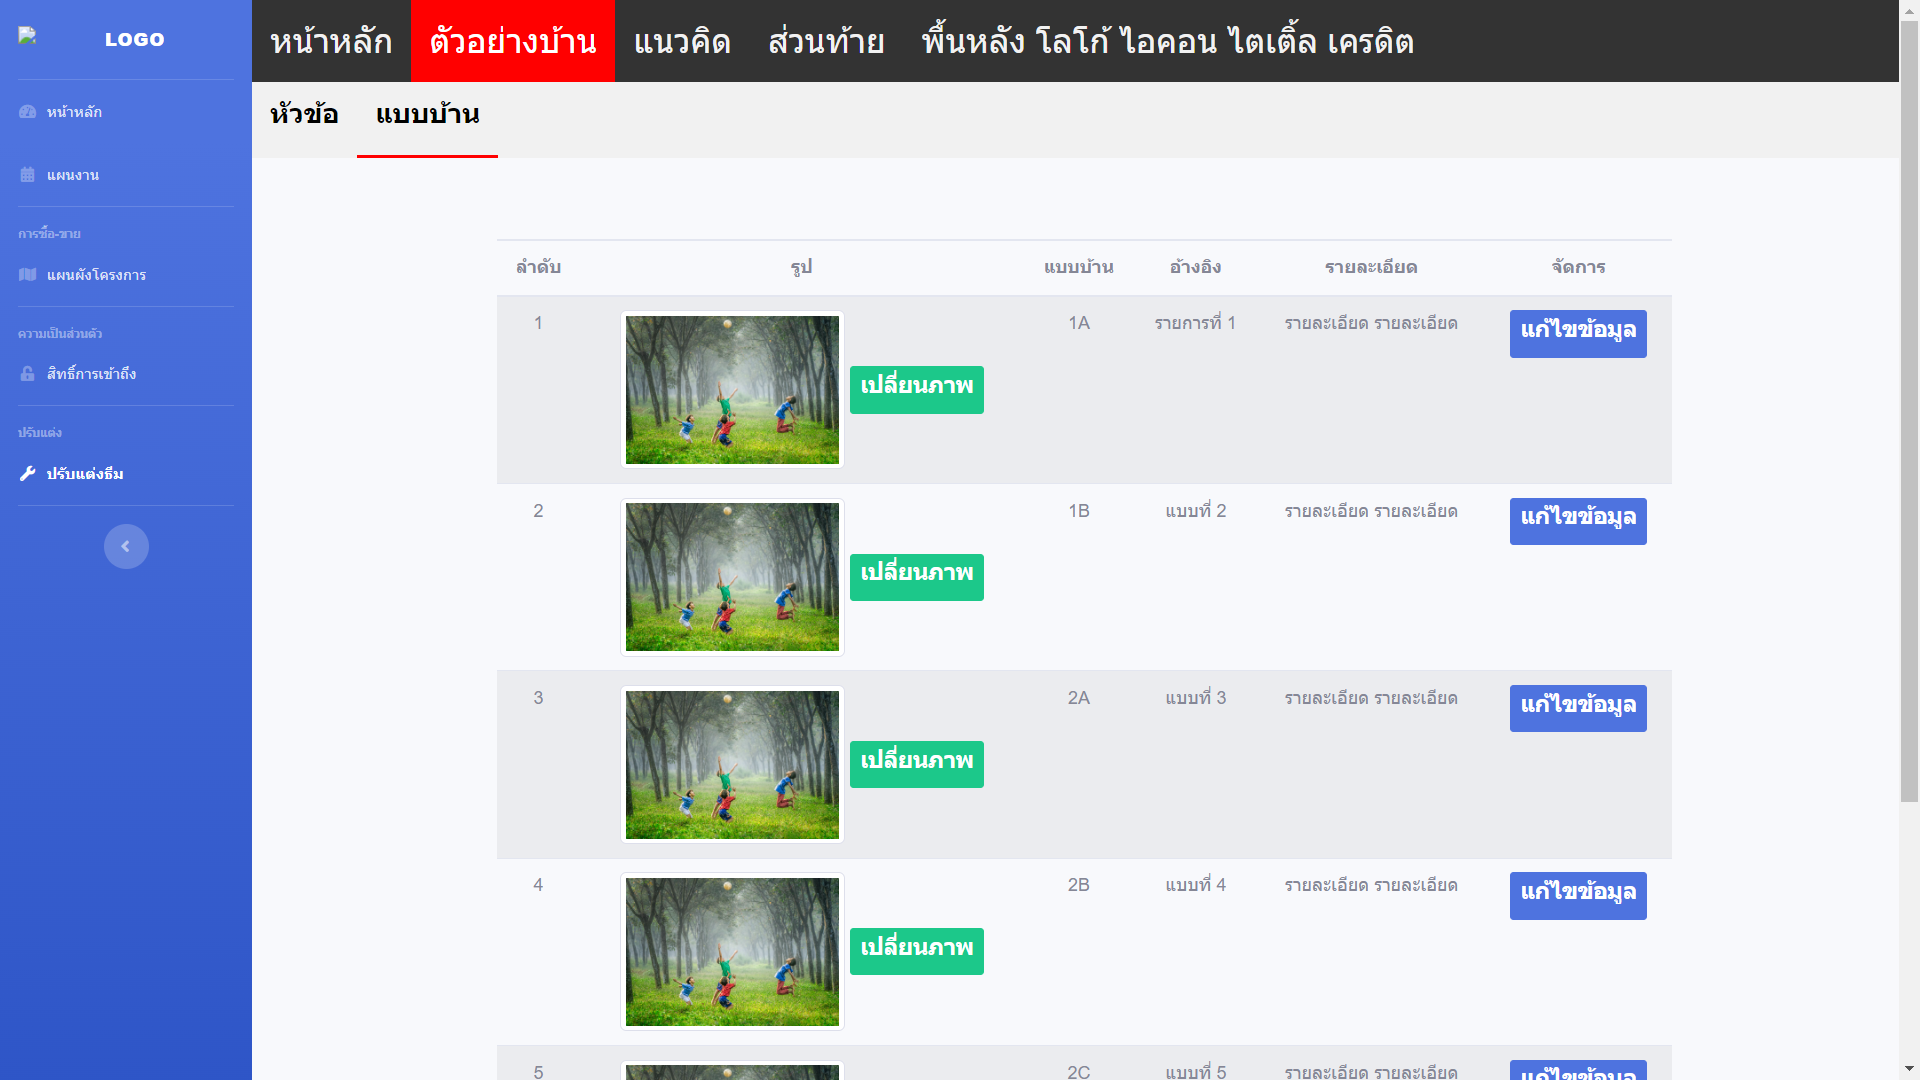 LOGO
หน้าหลัก
แผนงาน
การซื้อ-ขาย
แผนผังโครงการ
ความเป็นส่วนตัว
สิทธิ์การเข้าถึง
ปรับแต่ง
ปรับแต่งธีม
หน้าหลัก ตัวอย่างบ้าน แนวคิด ส่วนท้าย พื้นหลัง โลโก้ ไอคอน ไตเติ้ล เครดิต
หัวข้อ แบบบ้าน
ลำดับ รูป แบบบ้าน อ้างอิง รายละเอียด จัดการ
1 เปลี่ยนภาพ 1A รายการที่ 1 รายละเอียด รายละเอียด แก้ไขข้อมูล
2 เปลี่ยนภาพ 1B แบบที่ 2 รายละเอียด รายละเอียด แก้ไขข้อมูล
3 เปลี่ยนภาพ 2A แบบที่ 3 รายละเอียด รายละเอียด แก้ไขข้อมูล
4 เปลี่ยนภาพ 2B แบบที่ 4 รายละเอียด รายละเอียด แก้ไขข้อมูล
5 2C แบบที่ 5 รายละเอียด รายละเอียด แก้ไขข้อมูล